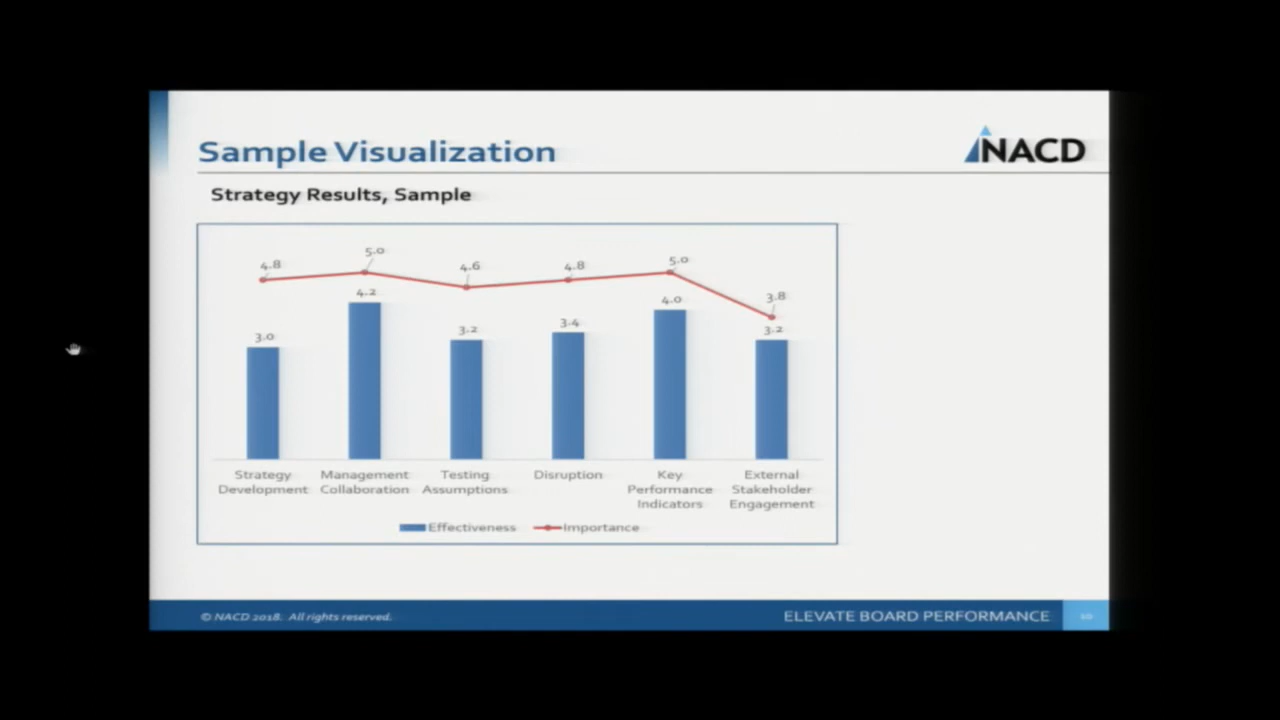 Sample Visualization
NACD
Strategy Results, Sample
4.8
5.0
4.6
4.8
5.0
3.8
3.0
4.2
3.2
3.4
4.0
3.2
Strategy
Development
Management
Collaboration
Testing
Assumptions
Disruption
Key
Performance
Indicators
External
Stakeholder
Engagement
Effectiveness
Importance
© NACD 2018. All rights reserved.
ELEVATE BOARD PERFORMANCE